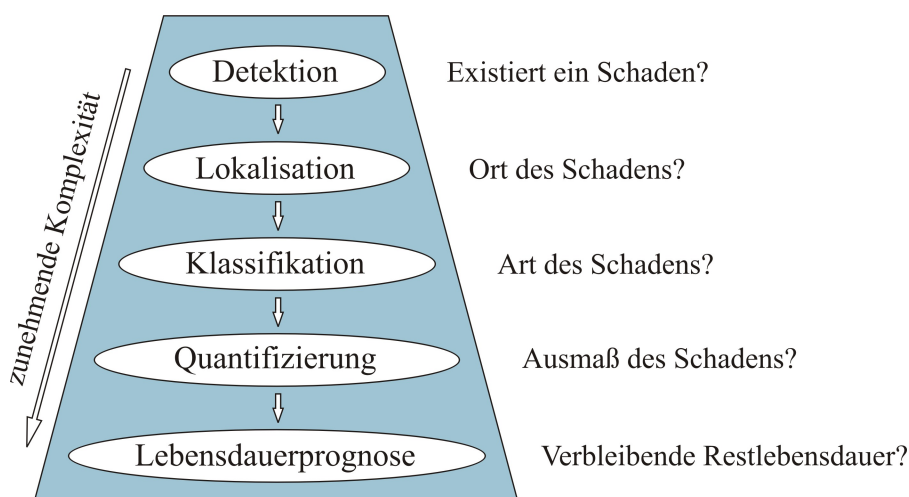 Detektion
Existiert ein Schaden?
Lokalisation
Ort des Schadens?
Klassifikation
Art des Schadens?
Quantifizierung
Ausmaß des Schadens?
Lebensdauerprognose
Verbleibende Restlebensdauer?
zunehmende Komplexität